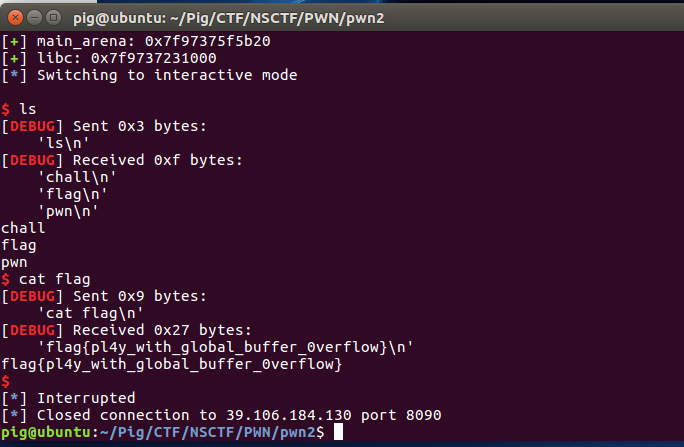 pig@ubuntu: ~/Pig/CTF/NSCTF/PWN/pwn2
[+] main_arena: 0x7f97375f5b20
[+] libc: 0x7f9737231000
[*] Switching to interactive mode
$ ls
[DEBUG] Sent 0x3 bytes:
    'ls\n'
[DEBUG] Received 0xf bytes:
    'chall\n'
    'flag\n'
    'pwn\n'
chall
flag
pwn
$ cat flag
[DEBUG] Sent 0x9 bytes:
    'cat flag\n'
[DEBUG] Received 0x27 bytes:
    'flag{pl4y_with_global_buffer_0verflow}\n'
flag{pl4y_with_global_buffer_0verflow}
$
[*] Interrupted
[*] Closed connection to 39.106.184.130 port 8090
pig@ubuntu:~/Pig/CTF/NSCTF/PWN/pwn2$